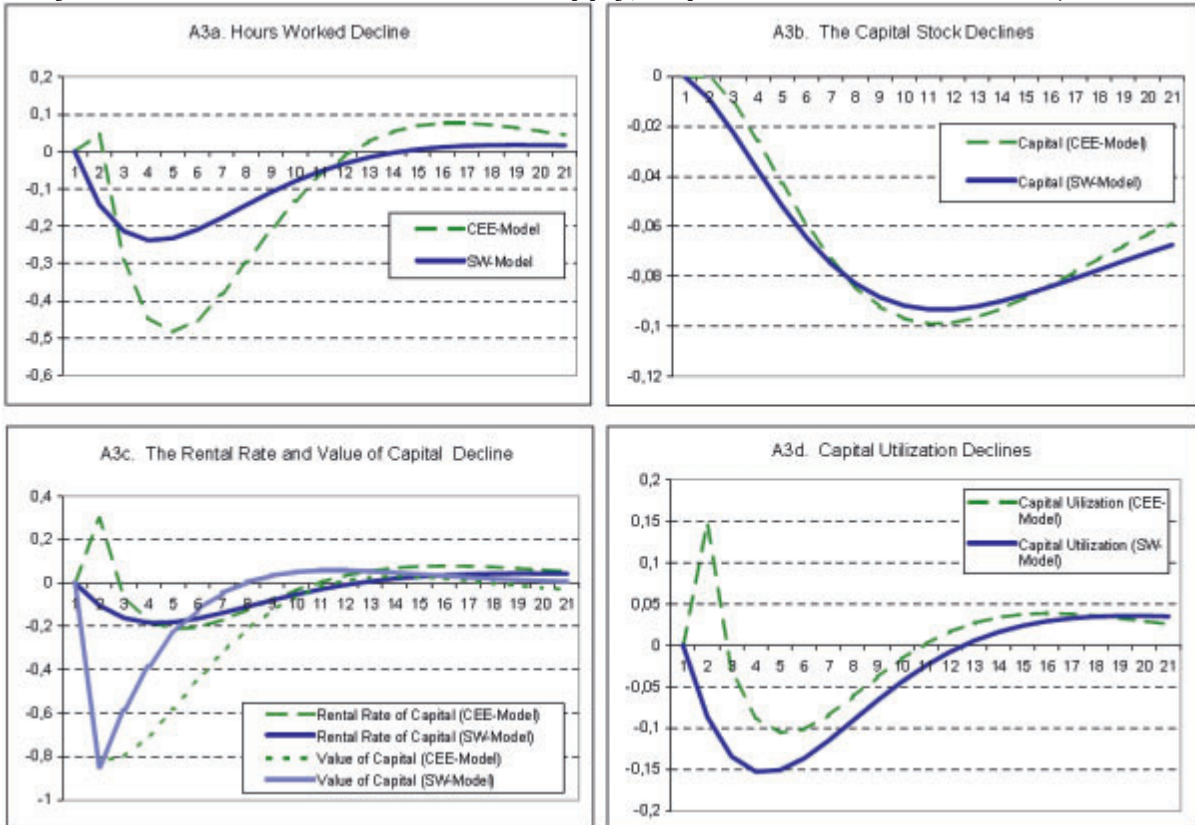 A3a. Hours Worked Decline
0,2
0,1
0
-0,1
-0,2
-0,3
-0,4
-0,5
-0,6
1 2 3 4 5 6 7 8 9 10 11 12 13 14 15 16 17 18 19 20 21
CEE-Model
SW-Model
A3b. The Capital Stock Declines
0
-0,02
-0,04
-0,06
-0,08
-0,1
-0,12
1 2 3 4 5 6 7 8 9 10 11 12 13 14 15 16 17 18 19 20 21
Capital (CEE-Model)
Capital (SW-Model)
A3c. The Rental Rate and Value of Capital Decline
0,4
0,2
0
-0,2
-0,4
-0,6
-0,8
-1
1 2 3 4 5 6 7 8 9 10 11 12 13 14 15 16 17 18 19 20 21
Rental Rate of Capital (CEE-Model)
Rental Rate of Capital (SW-Model)
Value of Capital (CEE-Model)
Value of Capital (SW-Model)
A3d. Capital Utilization Declines
0,2
0,15
0,1
0,05
0
-0,05
-0,1
-0,15
-0,2
1 2 3 4 5 6 7 8 9 10 11 12 13 14 15 16 17 18 19 20 21
Capital Uilization (CEE-
Model)
Capital Utilization (SW-
Model)